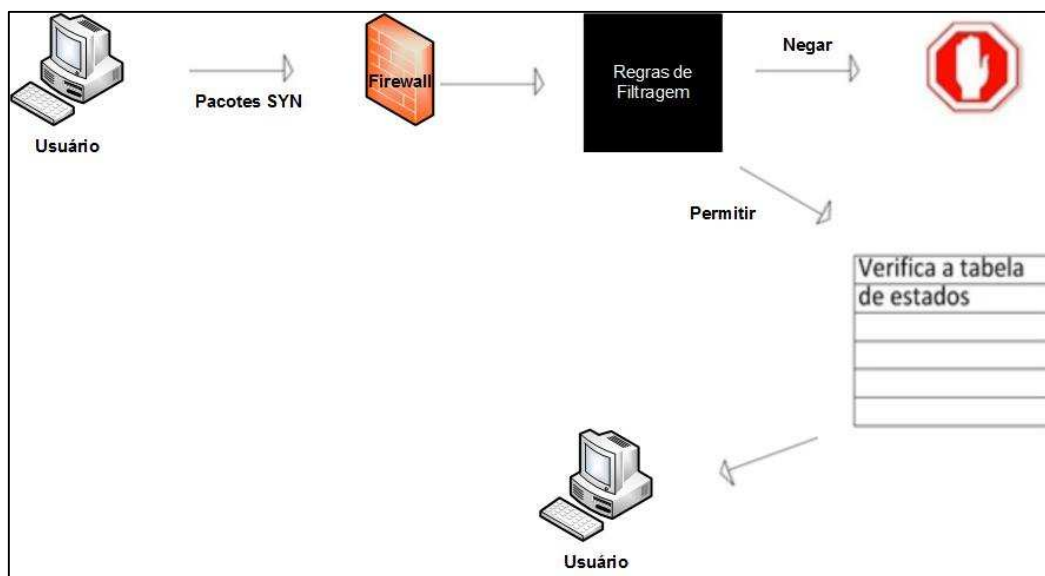 Negar
Firewall
Regras de
Filtragem
Pacotes SYN
Usuário
Permitir
Verifica a tabela
de estados
Usuário